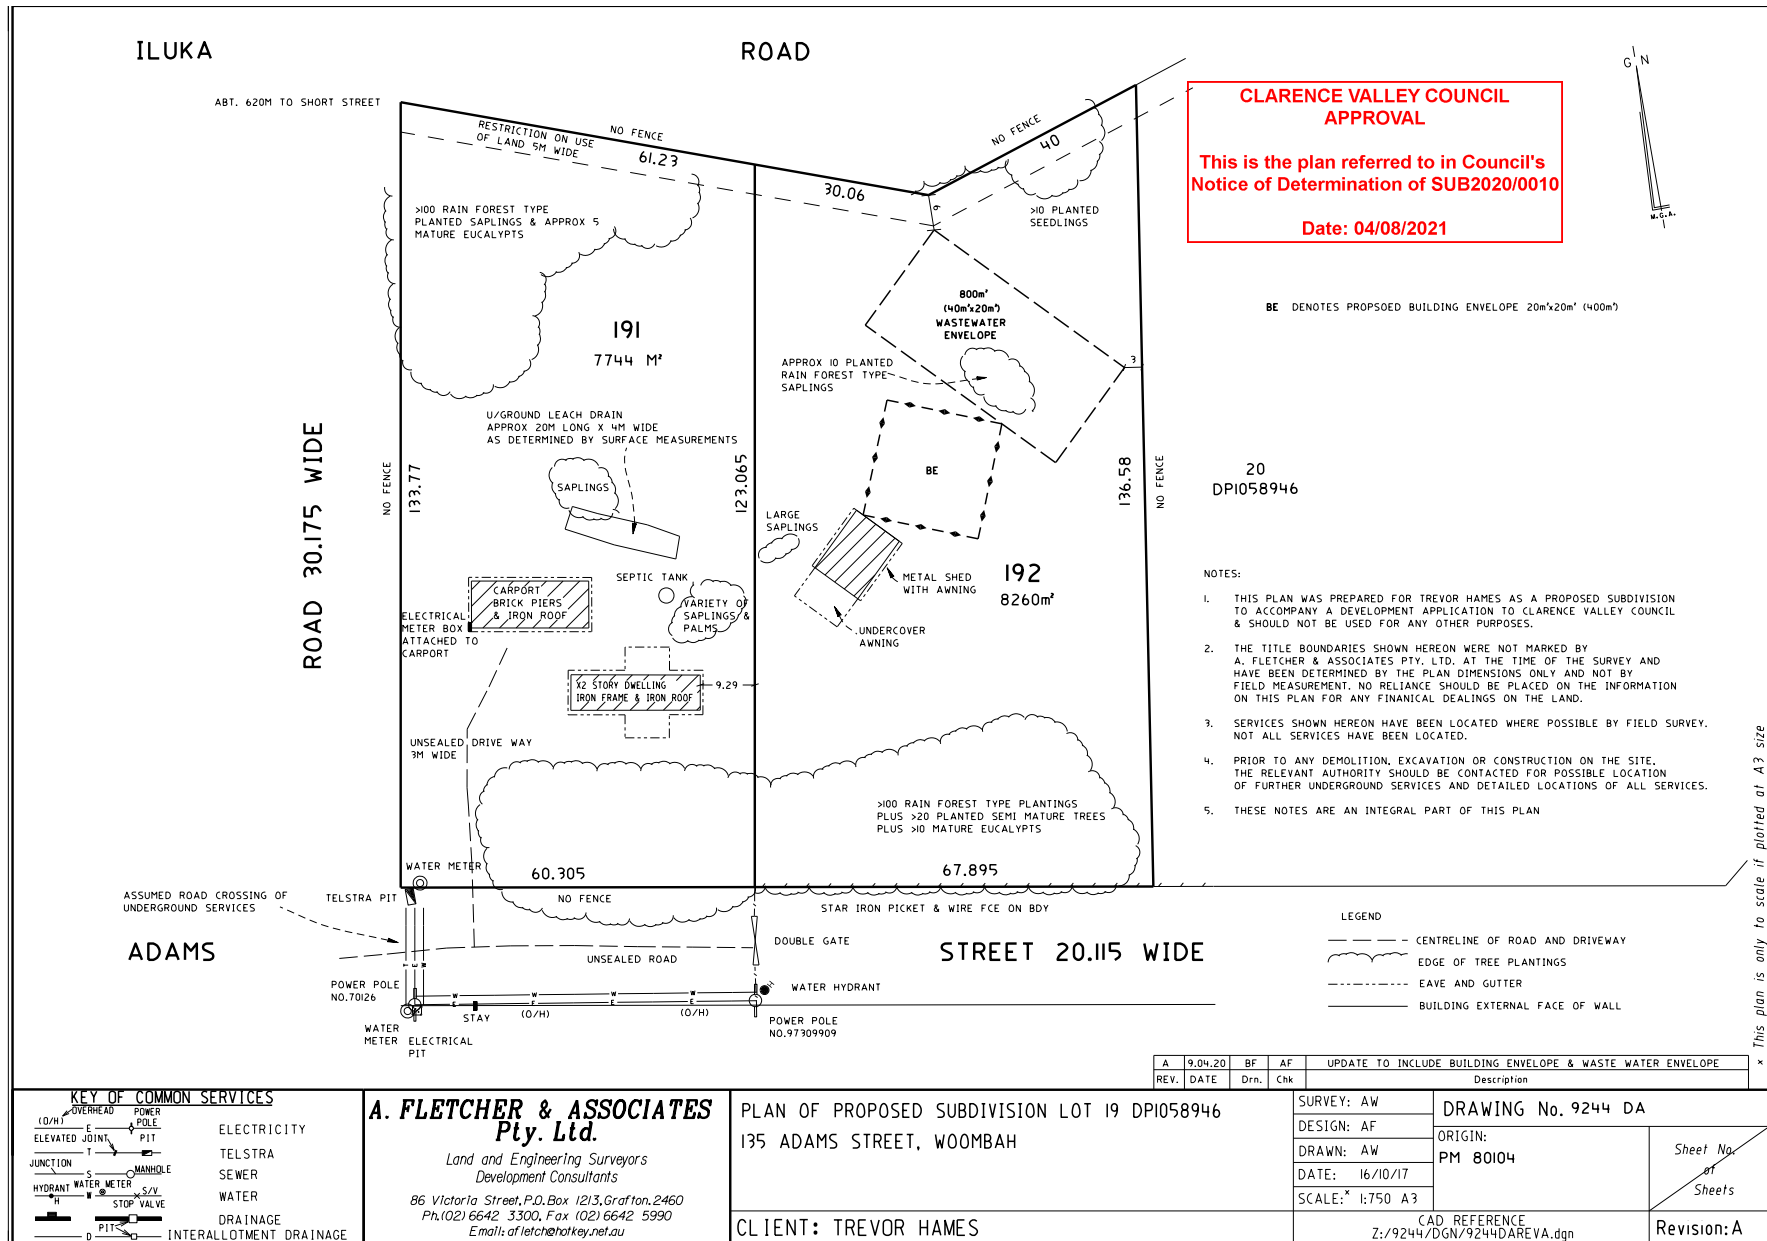 ILUKA ROAD
G N
M.G.A.
ABT. 620M TO SHORT STREET
RESTRICTION ON USE
OF LAND 5M WIDE
NO FENCE
61.23
30.06
NO FENCE
40
6
CLARENCE VALLEY COUNCIL
APPROVAL
This is the plan referred to in Council's
Notice of Determination of SUB2020/0010
Date: 04/08/2021
>100 RAIN FOREST TYPE
PLANTED SAPLINGS & APPROX 5
MATURE EUCALYPTS
>10 PLANTED
SEEDLINGS
BE DENOTES PROPSOED BUILDING ENVELOPE 20m'x20m' (400m²)
800m²
(40m'x20m')
WASTEWATER
ENVELOPE
191
7744 M²
3
APPROX 10 PLANTED
RAIN FOREST TYPE
SAPLINGS
U/GROUND LEACH DRAIN
APPROX 20M LONG X 4M WIDE
AS DETERMINED BY SURFACE MEASUREMENTS
ROAD 30.175 WIDE
NO FENCE
133.77
123.065
BE
136.58
NO FENCE
20
DP1058946
SAPLINGS
LARGE
SAPLINGS
SEPTIC TANK
CARPORT
BRICK PIERS
& IRON ROOF
ELECTRICAL
METER BOX
ATTACHED TO
CARPORT
VARIETY OF
SAPLINGS &
PALMS
METAL SHED
WITH AWNING
UNDERCOVER
AWNING
192
8260m²
X2 STORY DWELLING
IRON FRAME & IRON ROOF
9.29
UNSEALED DRIVE WAY
3M WIDE
>100 RAIN FOREST TYPE PLANTINGS
PLUS >20 PLANTED SEMI MATURE TREES
PLUS >10 MATURE EUCALYPTS
NOTES:
1. THIS PLAN WAS PREPARED FOR TREVOR HAMES AS A PROPOSED SUBDIVISION
TO ACCOMPANY A DEVELOPMENT APPLICATION TO CLARENCE VALLEY COUNCIL
& SHOULD NOT BE USED FOR ANY OTHER PURPOSES.
2. THE TITLE BOUNDARIES SHOWN HEREON WERE NOT MARKED BY
A. FLETCHER & ASSOCIATES PTY. LTD. AT THE TIME OF THE SURVEY AND
HAVE BEEN DETERMINED BY THE PLAN DIMENSIONS ONLY AND NOT BY
FIELD MEASUREMENT. NO RELIANCE SHOULD BE PLACED ON THE INFORMATION
ON THIS PLAN FOR ANY FINANICAL DEALINGS ON THE LAND.
3. SERVICES SHOWN HEREON HAVE BEEN LOCATED WHERE POSSIBLE BY FIELD SURVEY.
NOT ALL SERVICES HAVE BEEN LOCATED.
4. PRIOR TO ANY DEMOLITION, EXCAVATION OR CONSTRUCTION ON THE SITE,
THE RELEVANT AUTHORITY SHOULD BE CONTACTED FOR POSSIBLE LOCATION
OF FURTHER UNDERGROUND SERVICES AND DETAILED LOCATIONS OF ALL SERVICES.
5. THESE NOTES ARE AN INTEGRAL PART OF THIS PLAN
* This plan is only to scale if plotted at A3 size
WATER METER
60.305
67.895
ASSUMED ROAD CROSSING OF
UNDERGROUND SERVICES
TELSTRA PIT
NO FENCE
STAR IRON PICKET & WIRE FCE ON BDY
ADAMS STREET 20.115 WIDE
DOUBLE GATE
UNSEALED ROAD
T E W
POWER POLE
NO.70126
W W W W
E E E E
WATER HYDRANT
H
STAY
(O/H)
(O/H)
WATER
METER
ELECTRICAL
PIT
POWER POLE
NO.97309909
LEGEND
CENTRELINE OF ROAD AND DRIVEWAY
EDGE OF TREE PLANTINGS
EAVE AND GUTTER
BUILDING EXTERNAL FACE OF WALL
A 9.04.20 BF AF UPDATE TO INCLUDE BUILDING ENVELOPE & WASTE WATER ENVELOPE
REV. DATE Drn. Chk Description
KEY OF COMMON SERVICES
(O/H) OVERHEAD POWER POLE
E ELECTRICITY
ELEVATED JOINT PIT
T TELSTRA
JUNCTION MANHOLE
S SEWER
HYDRANT WATER METER S/V
H W STOP VALVE WATER
DRAINAGE
PIT
D INTERALLOTMENT DRAINAGE
A. FLETCHER & ASSOCIATES
Pty. Ltd.
Land and Engineering Surveyors
Development Consultants
86 Victoria Street, P.O. Box 1213, Grafton. 2460
Ph.(02) 6642 3300, Fax (02) 6642 5990
Email: afletch@hotkey.net.au
PLAN OF PROPOSED SUBDIVISION LOT 19 DP1058946
135 ADAMS STREET, WOOMBAH
CLIENT: TREVOR HAMES
SURVEY: AW
DESIGN: AF
DRAWN: AW
DATE: 16/10/17
SCALE:* 1:750 A3
DRAWING No. 9244 DA
ORIGIN:
PM 80104
Sheet No.
of
Sheets
CAD REFERENCE
Z:/9244/DGN/9244DAREVA.dgn
Revision: A